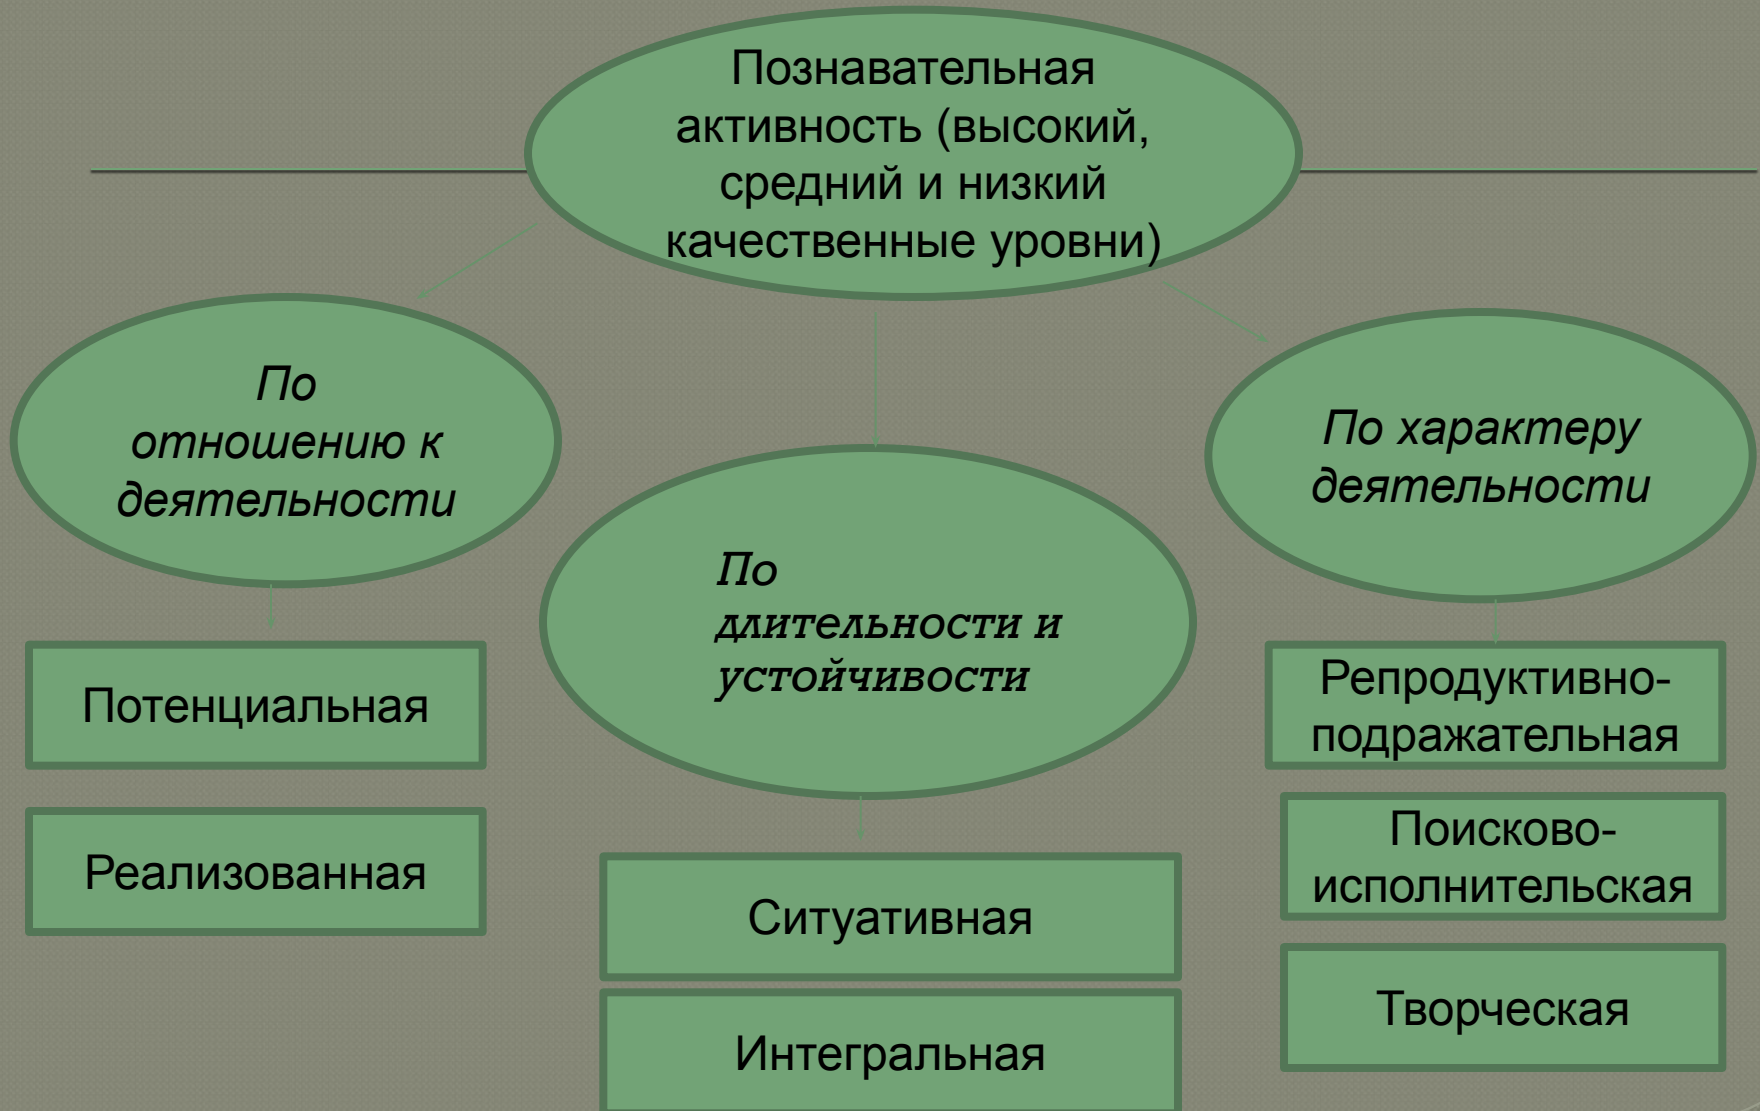 Познавательная
активность (высокий,
средний и низкий
качественные уровни)
По
отношению к
деятельности
По
длительности и
устойчивости
По характеру
деятельности
Потенциальная
Реализованная
Ситуативная
Интегральная
Репродуктивно-
подражательная
Поисково-
исполнительская
Творческая